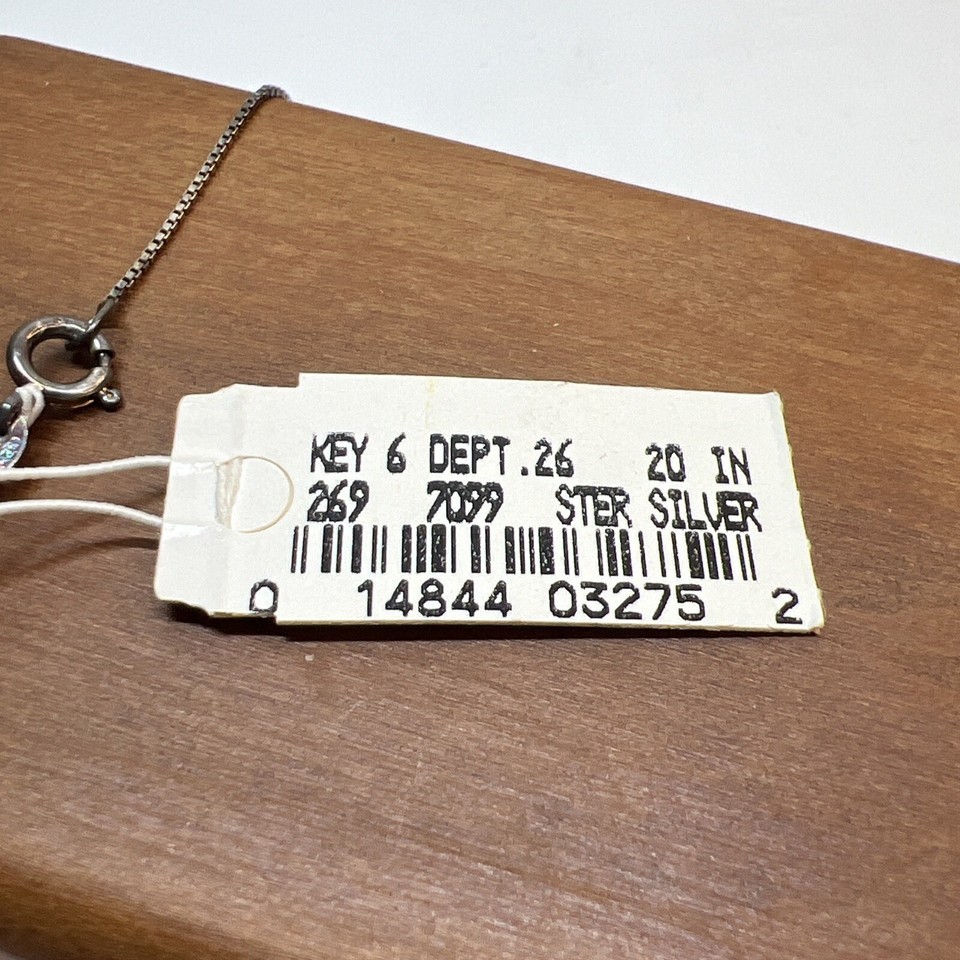 KEY 6 DEPT.26 20 IN
269 7099 STER SILVER
0 14844 03275 2